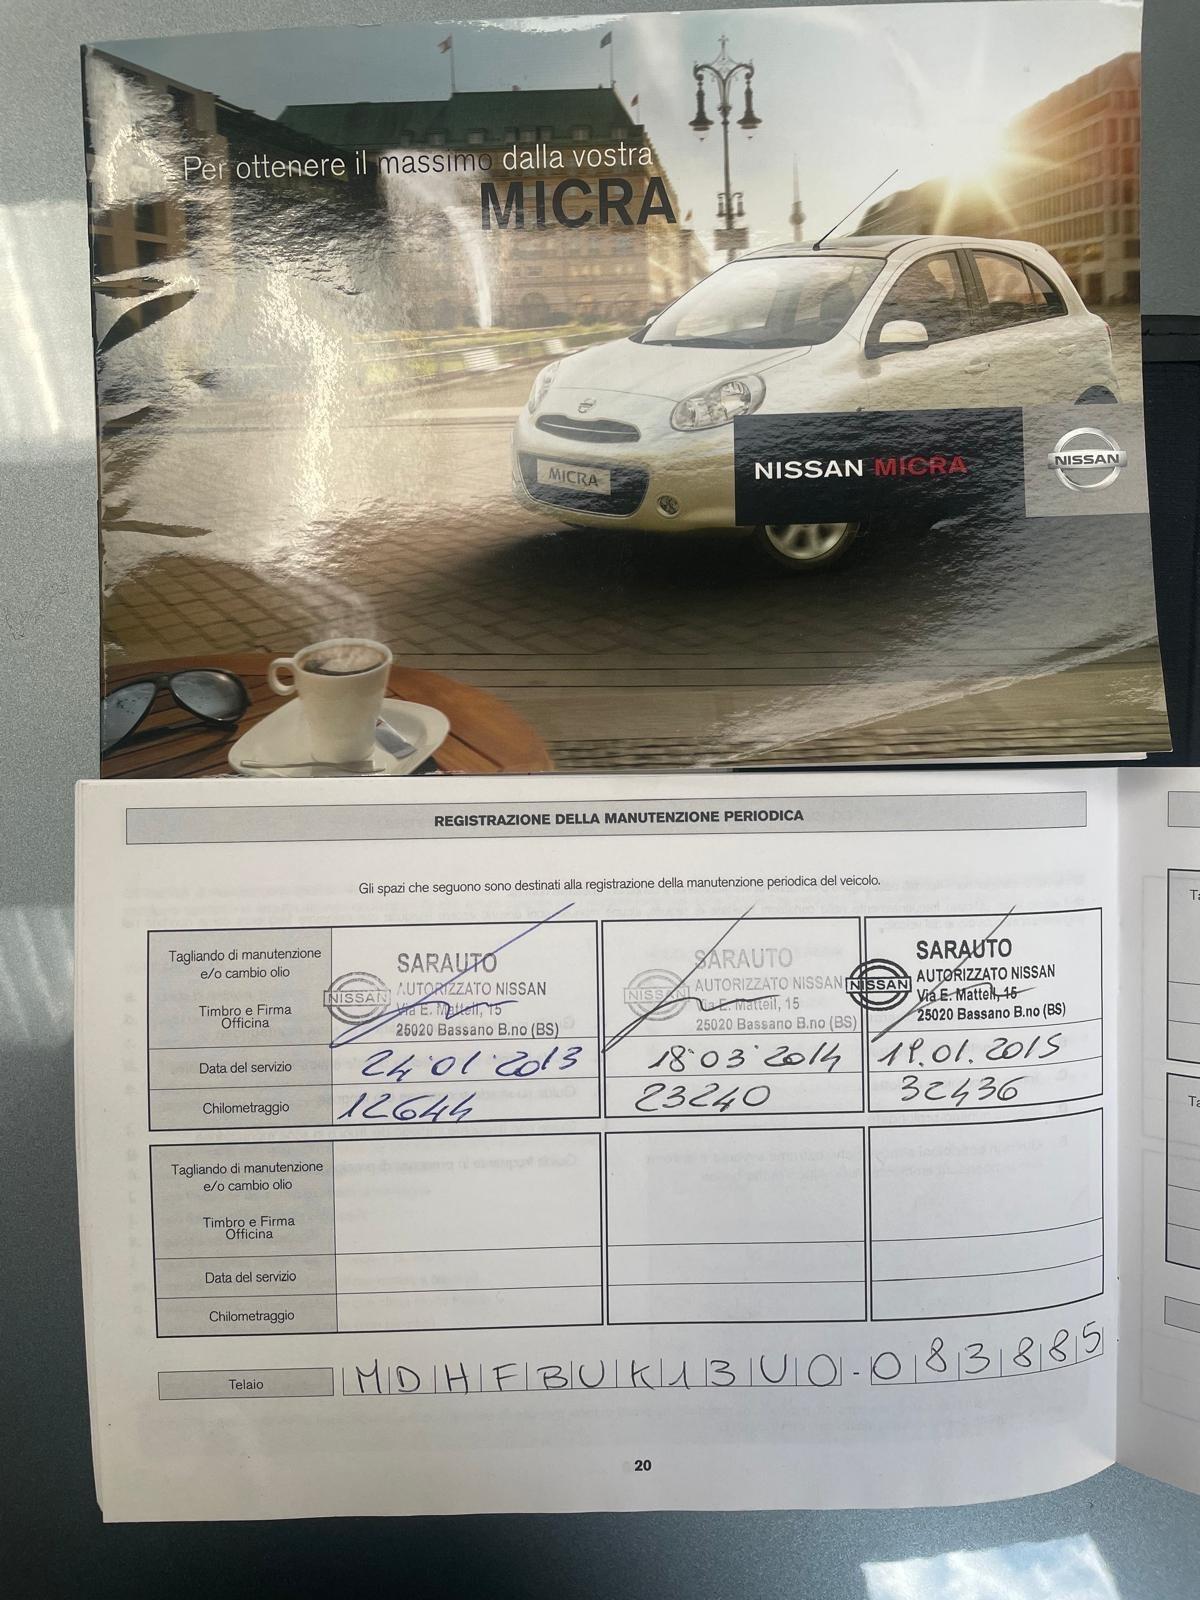 Per ottenere il massimo dalla vostra
MICRA
MICRA
NISSAN MICRA
NISSAN
REGISTRAZIONE DELLA MANUTENZIONE PERIODICA
Gli spazi che seguono sono destinati alla registrazione della manutenzione periodica del veicolo.
Tagliando di manutenzione
e/o cambio olio
Timbro e Firma
Officina
NISSAN
SARAUTO
AUTORIZZATO NISSAN
Via E. Mattei, 15
25020 Bassano B.no (BS)
NISSAN
SARAUTO
AUTORIZZATO NISSAN
Via E. Mattei, 15
25020 Bassano B.no (BS)
NISSAN
SARAUTO
AUTORIZZATO NISSAN
Via E. Mattei, 15
25020 Bassano B.no (BS)
Data del servizio
24.01.2013
18.03.2014
19.01.2015
Chilometraggio
12644
23240
32436
Tagliando di manutenzione
e/o cambio olio
Timbro e Firma
Officina
Data del servizio
Chilometraggio
Telaio
MDHFBUK13U0-083885
20
Ta
Ta